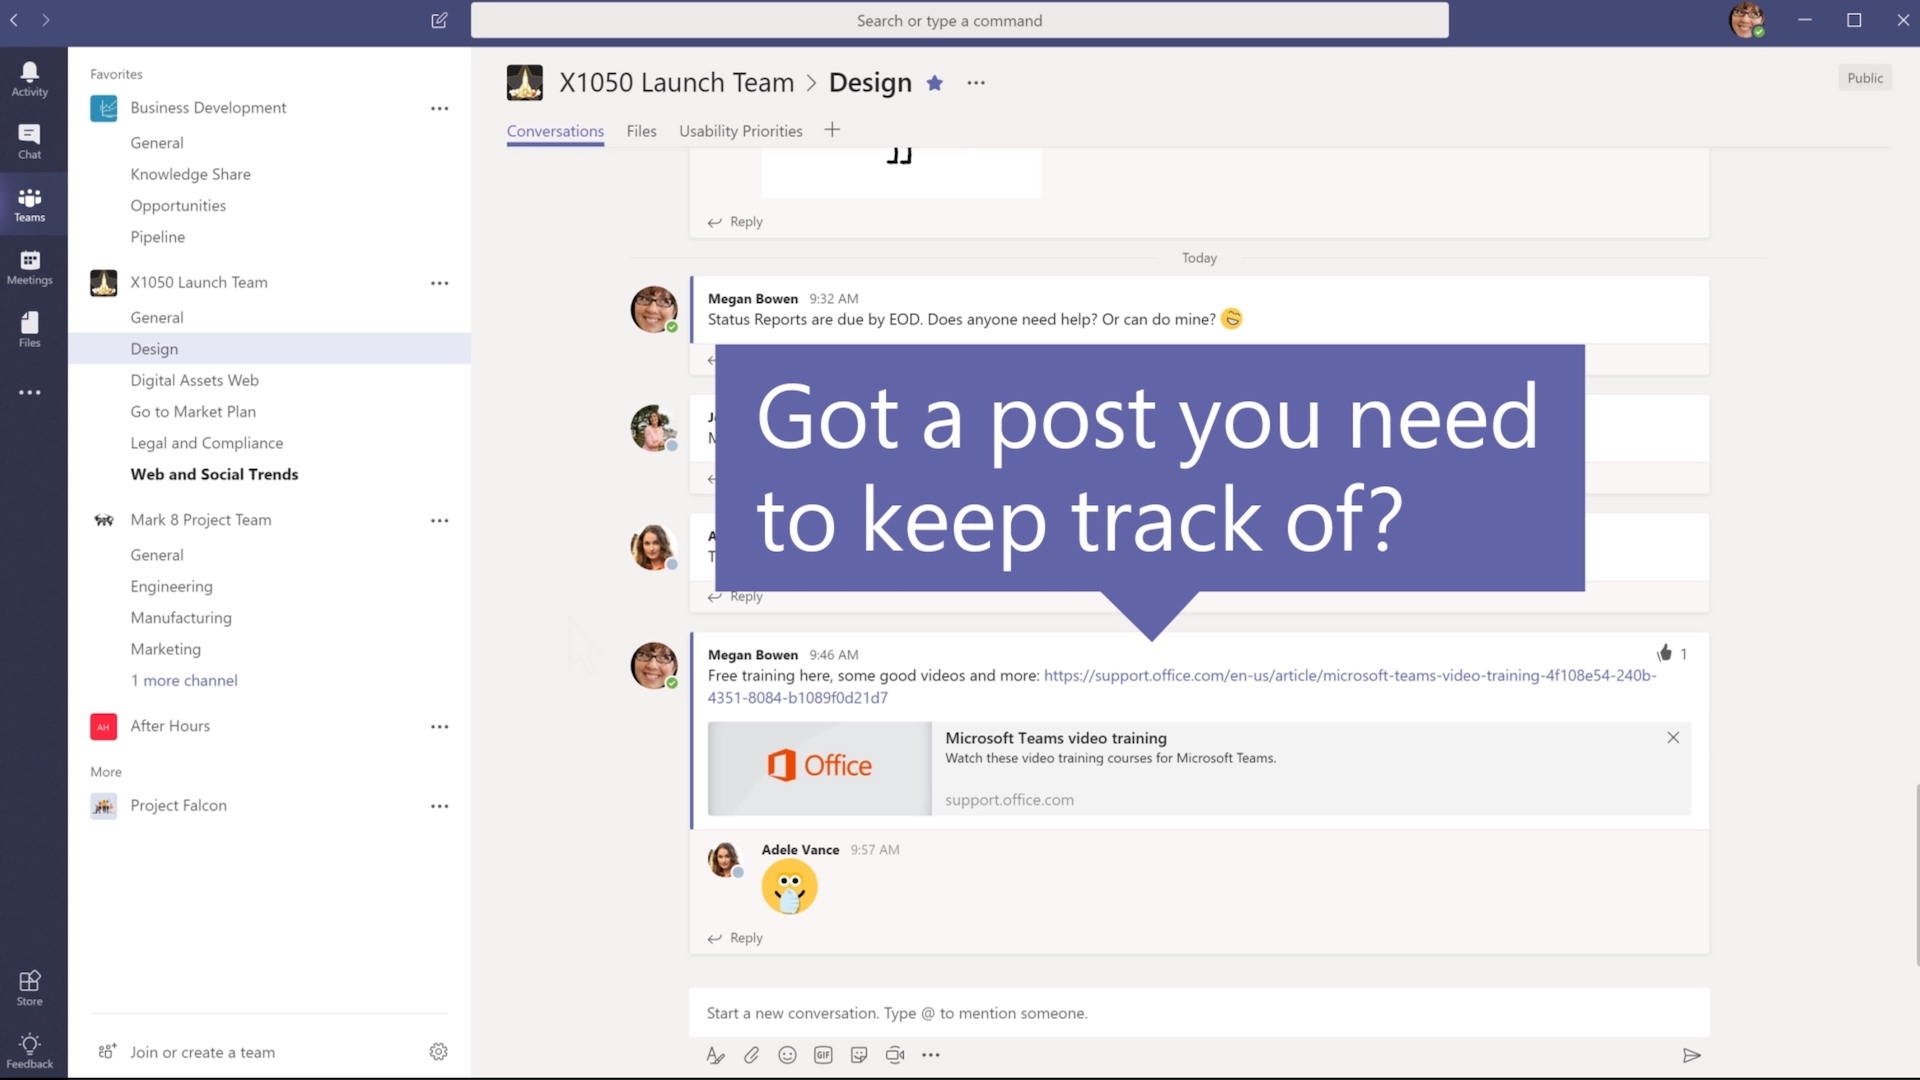 Search or type a command
Activity
Chat
Teams
Meetings
Files
Store
Feedback
Favorites
Business Development
General
Knowledge Share
Opportunities
Pipeline
X1050 Launch Team
General
Design
Digital Assets Web
Go to Market Plan
Legal and Compliance
Web and Social Trends
Mark 8 Project Team
General
Engineering
Manufacturing
Marketing
1 more channel
AH After Hours
More
Project Falcon
Join or create a team
X1050 Launch Team > Design
Public
Conversations Files Usability Priorities
Reply
Today
Megan Bowen 9:32 AM
Status Reports are due by EOD. Does anyone need help? Or can do mine?
Got a post you need
to keep track of?
Reply
Megan Bowen 9:46 AM
1
Free training here, some good videos and more: https://support.office.com/en-us/article/microsoft-teams-video-training-4f108e54-240b-
4351-8084-b1089f0d21d7
Office
Microsoft Teams video training
Watch these video training courses for Microsoft Teams.
support.office.com
Adele Vance 9:57 AM
Reply
Start a new conversation. Type @ to mention someone.
GIF